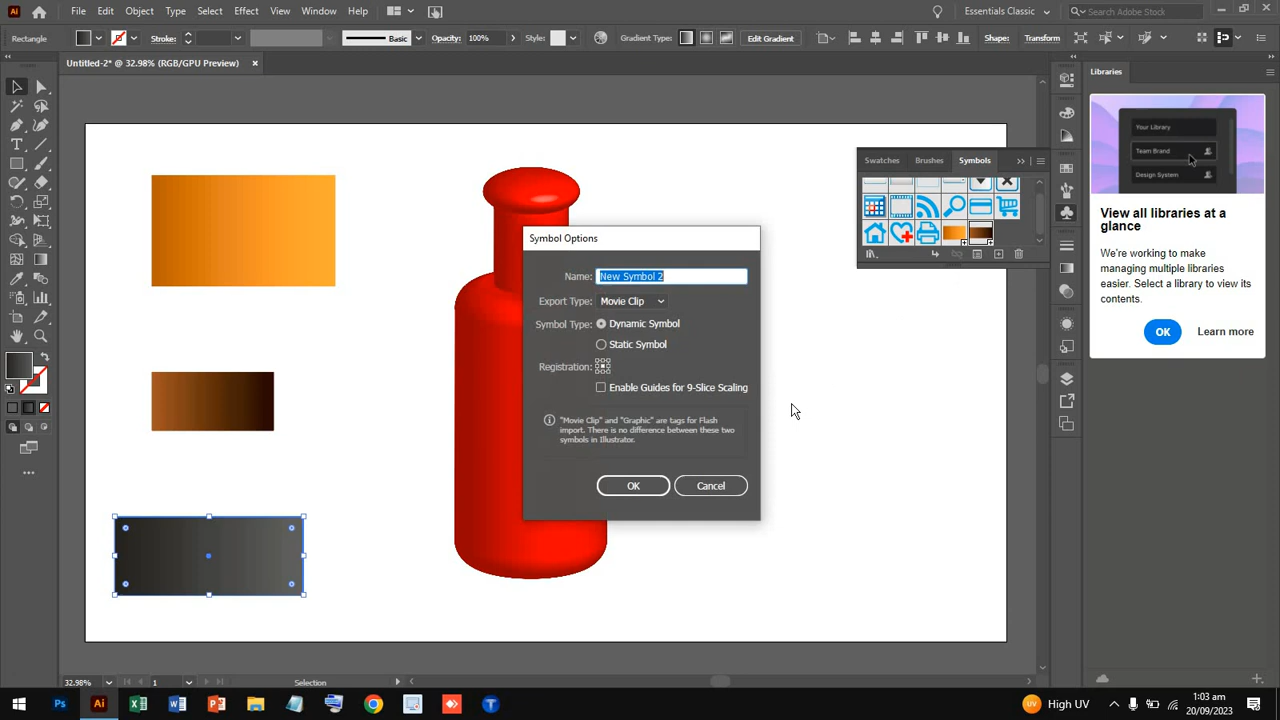 Ai
File Edit Object Type Select Effect View Window Help
Essentials Classic
Search Adobe Stock
Rectangle
Stroke:
Basic
Opacity: 100%
Style:
Gradient Type:
Edit Gradient
Shape:
Transform
Untitled-2* @ 32.98% (RGB/GPU Preview) ×
Libraries
Swatches Brushes Symbols
Your Library
Team Brand
Design System
View all libraries at a
glance
We're working to make
managing multiple libraries
easier. Select a library to view its
contents.
OK Learn more
Symbol Options
Name: New Symbol 2
Export Type: Movie Clip
Symbol Type: Dynamic Symbol
Static Symbol
Registration:
Enable Guides for 9-Slice Scaling
"Movie Clip" and "Graphic" are tags for Flash
import. There is no difference between these two
symbols in Illustrator.
OK Cancel
32.98% 1 Selection
Ps Ai
High UV
1:03 am
20/09/2023